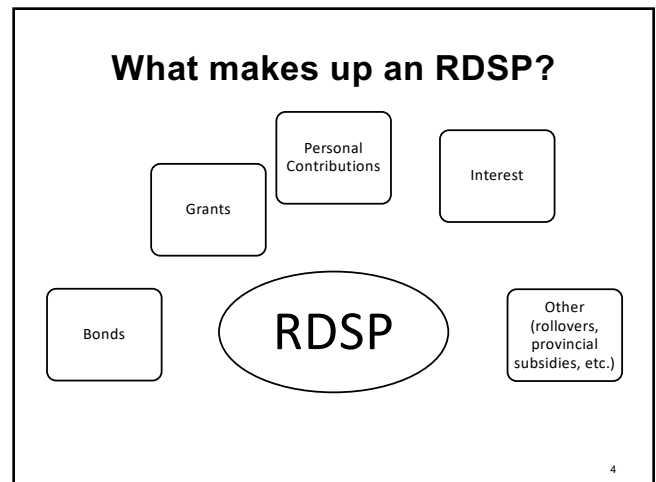 What makes up an RDSP?
Personal
Contributions
Interest
Grants
Bonds
RDSP
Other
(rollovers,
provincial
subsidies, etc.)
4